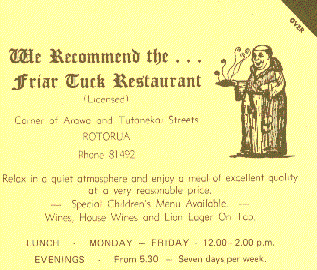 OVER
We Recommend the . . .
Friar Tuck Restaurant
(Licensed)
Corner of Arawa and Tutanekai Streets
ROTORUA
Phone 81492
Relax in a quiet atmosphere and enjoy a meal of excellent quality
at a very reasonable price.
— Special Children's Menu Available. —
Wines, House Wines and Lion Lager On Tap.
LUNCH - MONDAY — FRIDAY - 12.00 - 2.00 p.m.
EVENINGS - From 5.30 — Seven days per week.